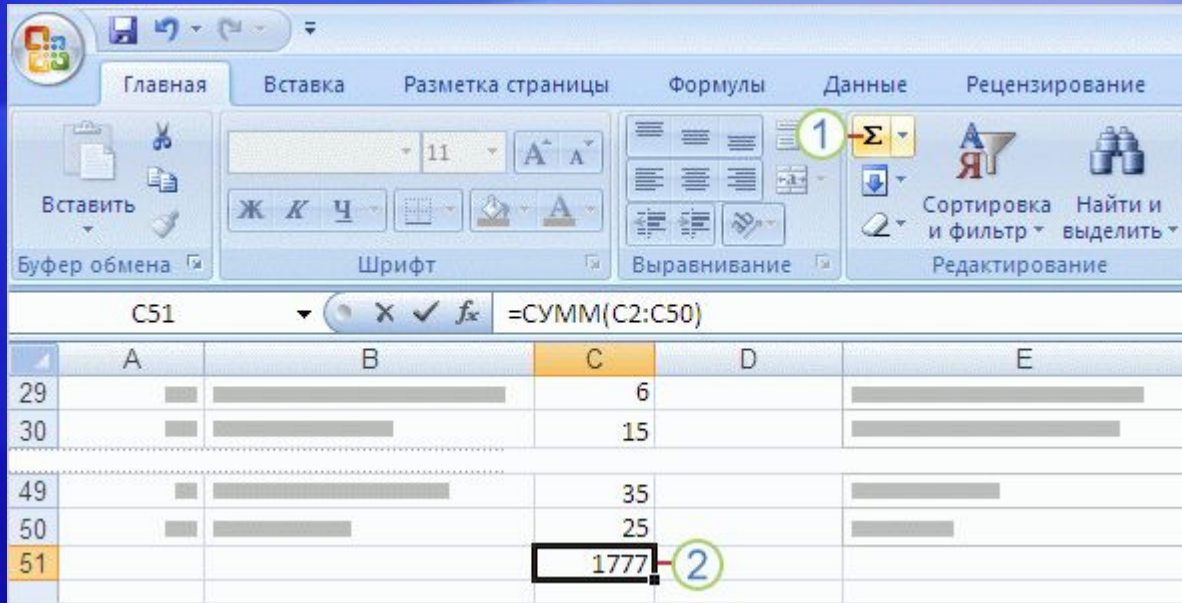 Главная Вставка Разметка страницы Формулы Данные Рецензирование
11 A A 1 Σ А Я
Вставить Ж К Ч A a Сортировка и фильтр Найти и выделить
Буфер обмена Шрифт Выравнивание Редактирование
C51 fx =СУММ(C2:C50)
A B C D E
29 6
30 15
49 35
50 25
51 1777 2